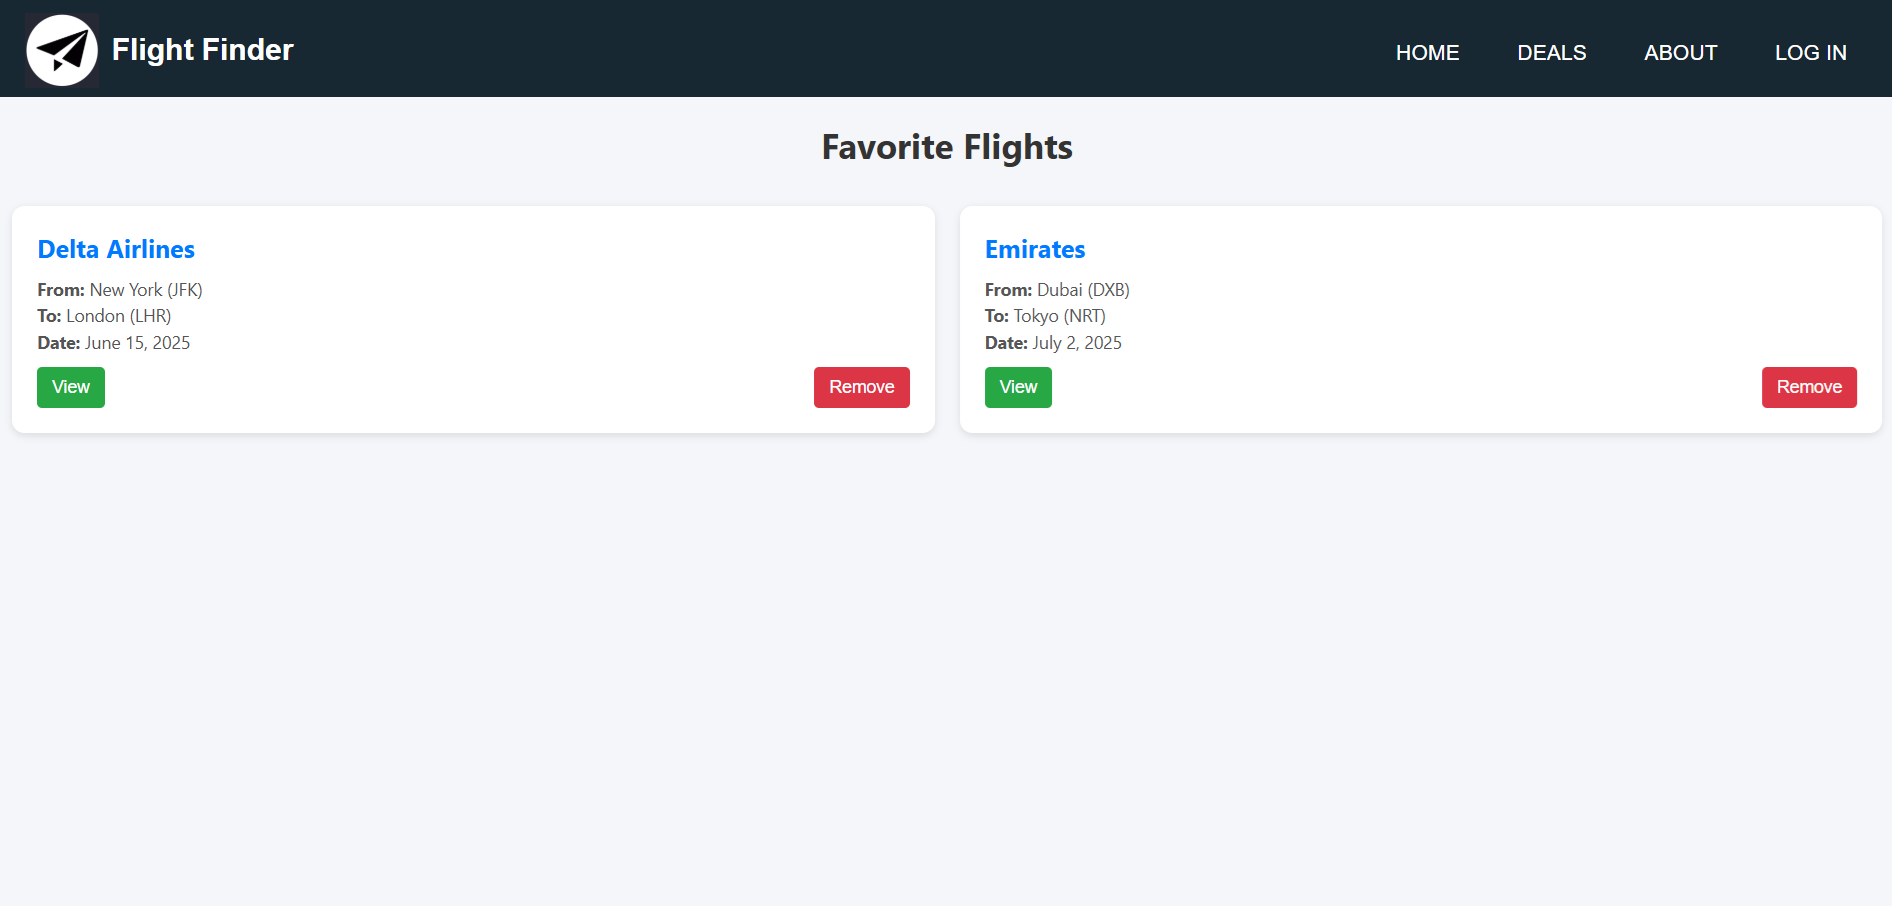 Flight Finder
HOME DEALS ABOUT LOG IN
Favorite Flights
Delta Airlines
From: New York (JFK)
To: London (LHR)
Date: June 15, 2025
View Remove
Emirates
From: Dubai (DXB)
To: Tokyo (NRT)
Date: July 2, 2025
View Remove